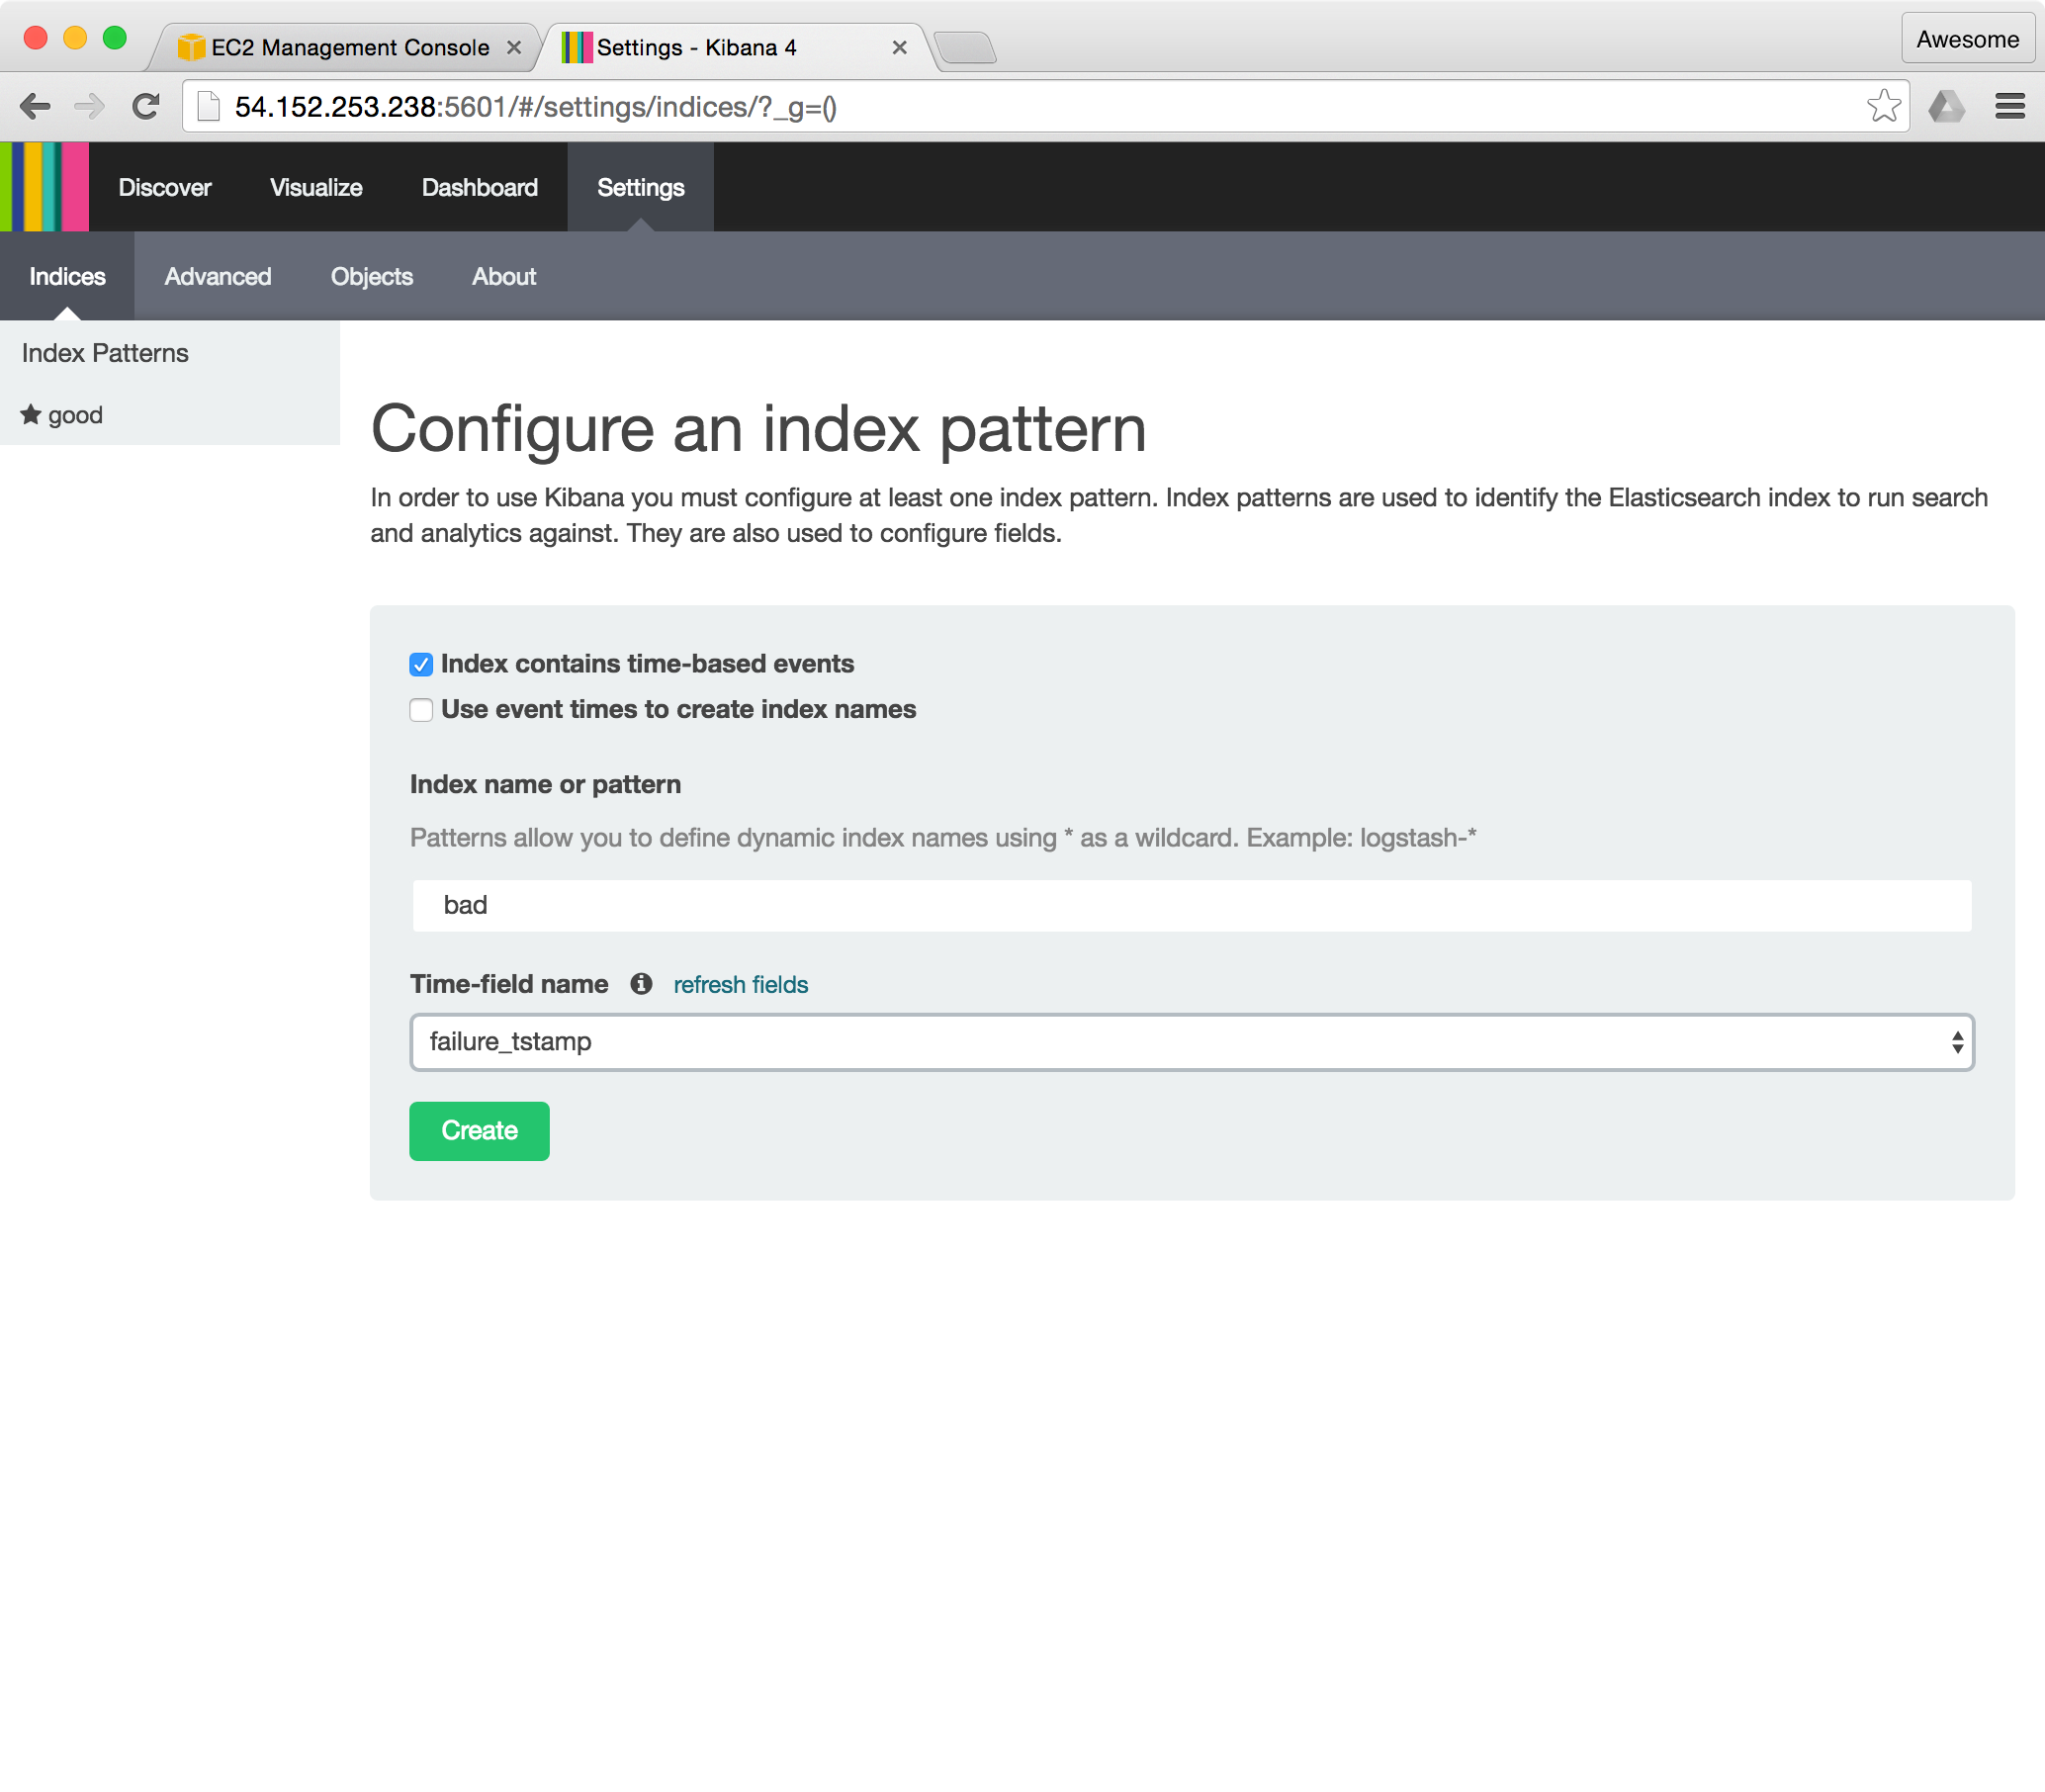 EC2 Management Console
Settings - Kibana 4
Awesome
54.152.253.238:5601/#/settings/indices/?_g=()
Discover
Visualize
Dashboard
Settings
Indices
Advanced
Objects
About
Index Patterns
good
Configure an index pattern
In order to use Kibana you must configure at least one index pattern. Index patterns are used to identify the Elasticsearch index to run search
and analytics against. They are also used to configure fields.
Index contains time-based events
Use event times to create index names
Index name or pattern
Patterns allow you to define dynamic index names using * as a wildcard. Example: logstash-*
bad
Time-field name refresh fields
failure_tstamp
Create